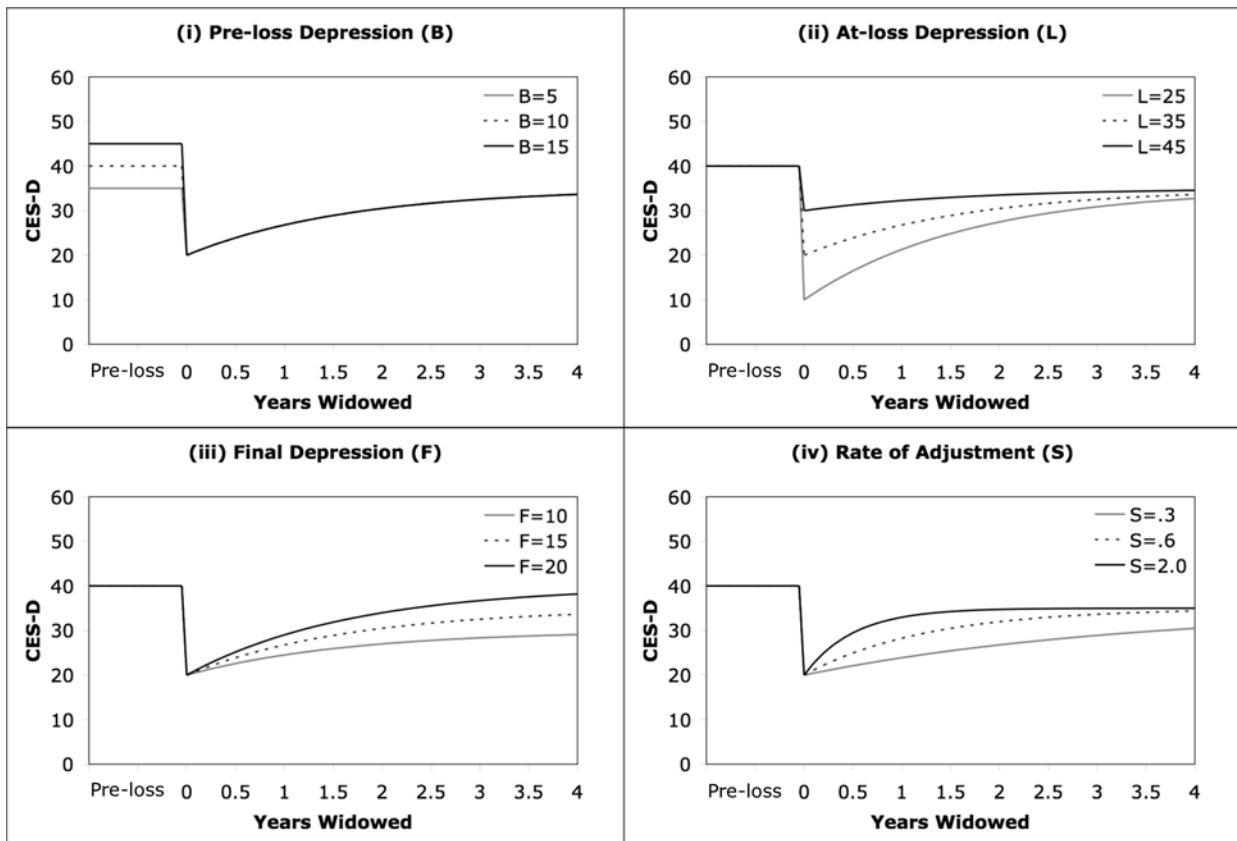 (i) Pre-loss Depression (B)
60
50
40
30
20
10
0
CES-D
B=5
B=10
B=15
Pre-loss 0 0.5 1 1.5 2 2.5 3 3.5 4
Years Widowed
(ii) At-loss Depression (L)
60
50
40
30
20
10
0
CES-D
L=25
L=35
L=45
Pre-loss 0 0.5 1 1.5 2 2.5 3 3.5 4
Years Widowed
(iii) Final Depression (F)
60
50
40
30
20
10
0
CES-D
F=10
F=15
F=20
Pre-loss 0 0.5 1 1.5 2 2.5 3 3.5 4
Years Widowed
(iv) Rate of Adjustment (S)
60
50
40
30
20
10
0
CES-D
S=.3
S=.6
S=2.0
Pre-loss 0 0.5 1 1.5 2 2.5 3 3.5 4
Years Widowed